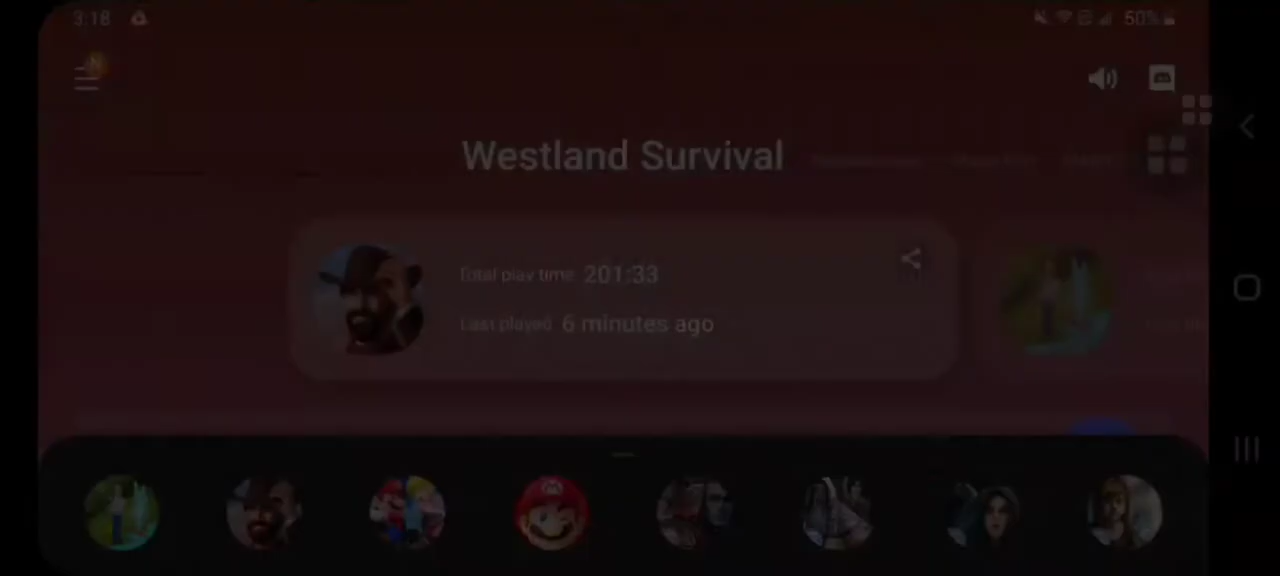 3:18
50%
Westland Survival
Total play time 201:33
Last played 6 minutes ago